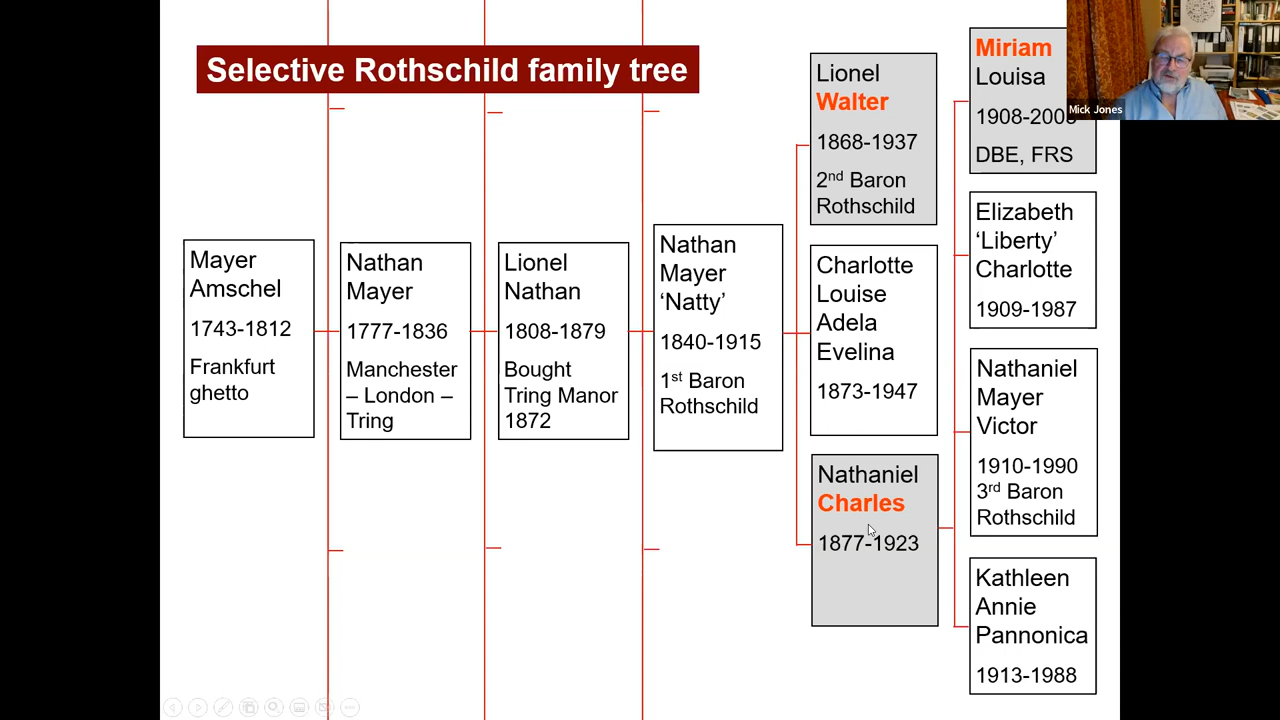 Selective Rothschild family tree
Mayer
Amschel
1743-1812
Frankfurt
ghetto
Nathan
Mayer
1777-1836
Manchester
– London –
Tring
Lionel
Nathan
1808-1879
Bought
Tring Manor
1872
Nathan
Mayer
‘Natty’
1840-1915
1st Baron
Rothschild
Lionel
Walter
1868-1937
2nd Baron
Rothschild
Charlotte
Louise
Adela
Evelina
1873-1947
Nathaniel
Charles
1877-1923
Miriam
Louisa
1908-200
DBE, FRS
Elizabeth
‘Liberty’
Charlotte
1909-1987
Nathaniel
Mayer
Victor
1910-1990
3rd Baron
Rothschild
Kathleen
Annie
Pannonica
1913-1988
Mick Jones